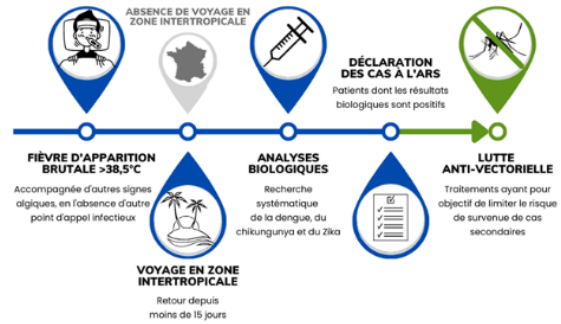 ABSENCE DE VOYAGE EN
ZONE INTERTROPICALE
DÉCLARATION
DES CAS À L'ARS
Patients dont les résultats
biologiques sont positifs
FIÈVRE D'APPARITION
BRUTALE >38,5°C
Accompagnée d'autres signes
algiques, en l'absence d'autre
point d'appel infectieux
VOYAGE EN ZONE
INTERTROPICALE
Retour depuis
moins de 15 jours
ANALYSES
BIOLOGIQUES
Recherche
systématique
de la dengue, du
chikungunya et du Zika
LUTTE
ANTI-VECTORIELLE
Traitements ayant pour
objectif de limiter le risque
de survenue de cas
secondaires